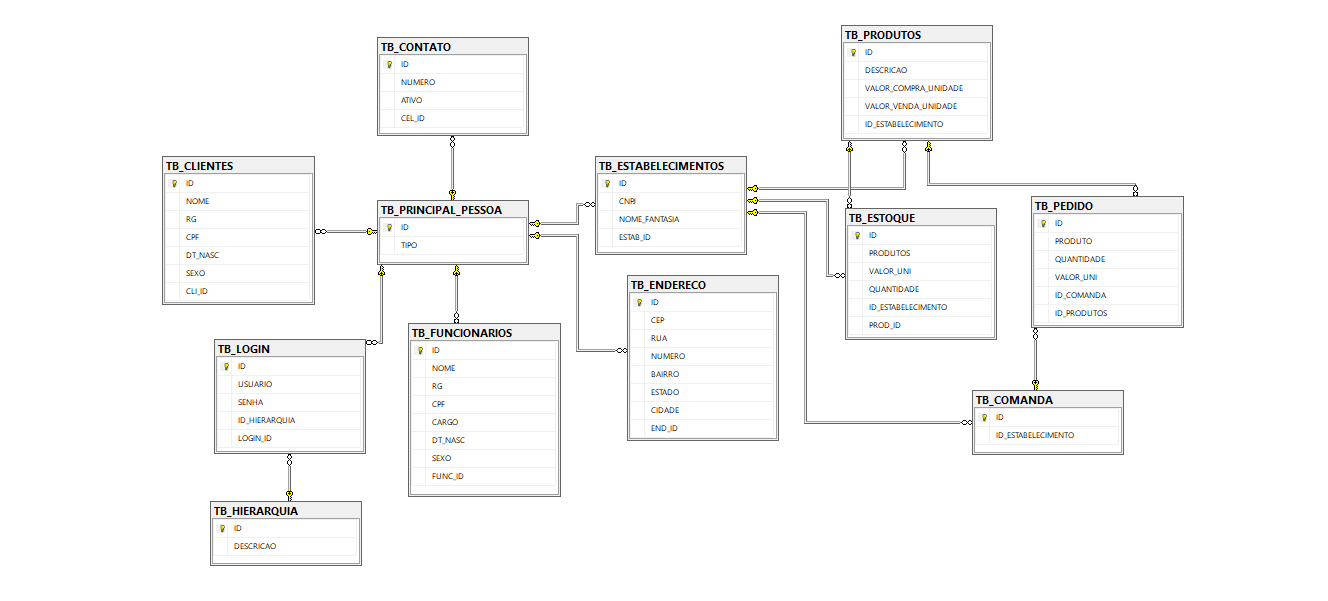 TB_CONTATO
ID
NUMERO
ATIVO
CEL_ID
TB_CLIENTES
ID
NOME
RG
CPF
DT_NASC
SEXO
CLI_ID
TB_PRINCIPAL_PESSOA
ID
TIPO
TB_LOGIN
ID
USUARIO
SENHA
ID_HIERARQUIA
LOGIN_ID
TB_HIERARQUIA
ID
DESCRICAO
TB_FUNCIONARIOS
ID
NOME
RG
CPF
CARGO
DT_NASC
SEXO
FUNC_ID
TB_ESTABELECIMENTOS
ID
CNPJ
NOME_FANTASIA
ESTAB_ID
TB_ENDERECO
ID
CEP
RUA
NUMERO
BAIRRO
ESTADO
CIDADE
END_ID
TB_PRODUTOS
ID
DESCRICAO
VALOR_COMPRA_UNIDADE
VALOR_VENDA_UNIDADE
ID_ESTABELECIMENTO
TB_ESTOQUE
ID
PRODUTOS
VALOR_UNI
QUANTIDADE
ID_ESTABELECIMENTO
PROD_ID
TB_PEDIDO
ID
PRODUTO
QUANTIDADE
VALOR_UNI
ID_COMANDA
ID_PRODUTOS
TB_COMANDA
ID
ID_ESTABELECIMENTO